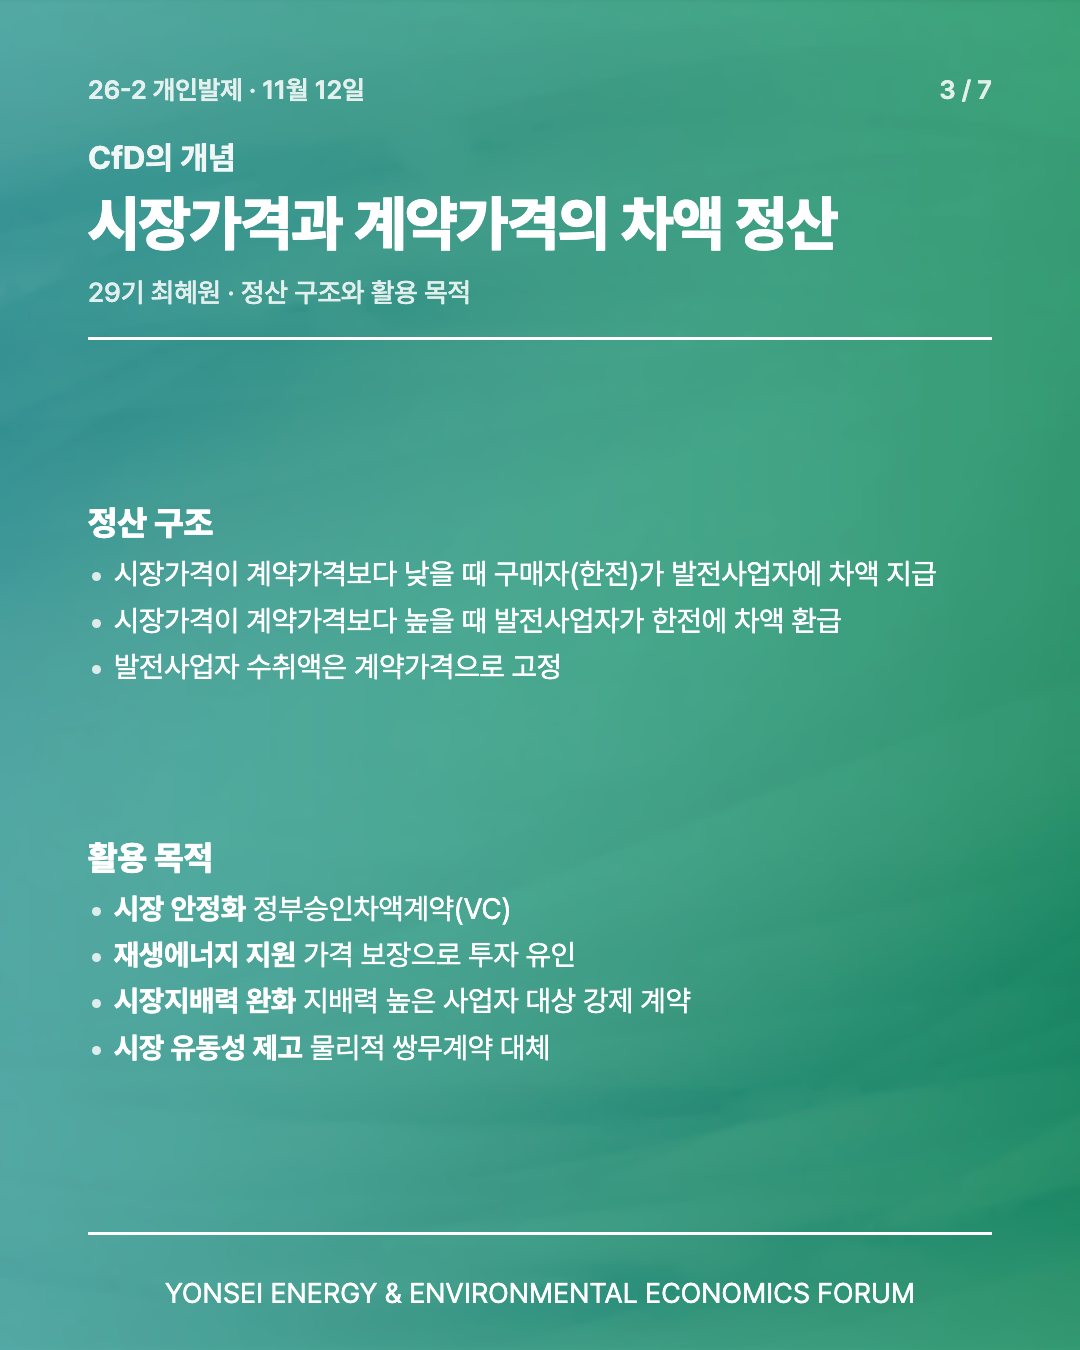 26-2 개인발제 · 11월 12일
3 / 7
CfD의 개념
시장가격과 계약가격의 차액 정산
29기 최혜원 · 정산 구조와 활용 목적
정산 구조
• 시장가격이 계약가격보다 낮을 때 구매자(한전)가 발전사업자에 차액 지급
• 시장가격이 계약가격보다 높을 때 발전사업자가 한전에 차액 환급
• 발전사업자 수취액은 계약가격으로 고정
활용 목적
• 시장 안정화 정부승인차액계약(VC)
• 재생에너지 지원 가격 보장으로 투자 유인
• 시장지배력 완화 지배력 높은 사업자 대상 강제 계약
• 시장 유동성 제고 물리적 쌍무계약 대체
YONSEI ENERGY & ENVIRONMENTAL ECONOMICS FORUM